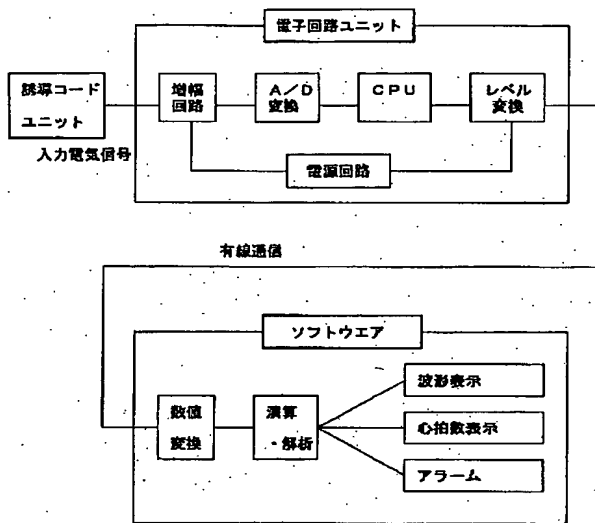 電子回路ユニット
誘導コード
ユニット
入力電気信号
増幅
回路
A/D
変換
CPU
レベル
変換
電源回路
有線通信
ソフトウエア
数値
変換
演算
・解析
波形表示
心拍数表示
アラーム